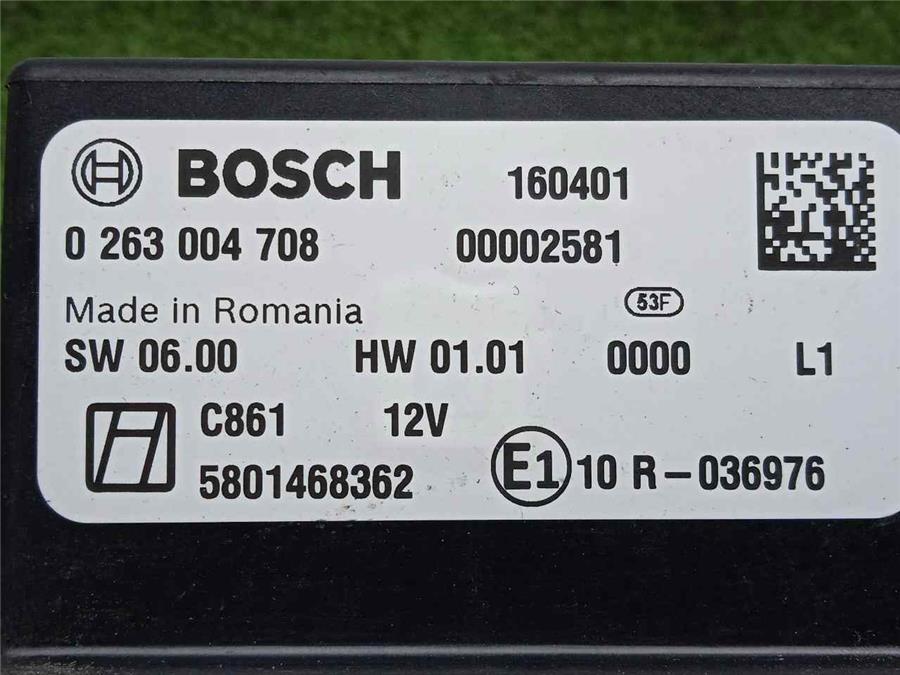 BOSCH 160401
0 263 004 708 00002581
Made in Romania 53F
SW 06.00 HW 01.01 0000 L1
C861 12V
5801468362 E1 10 R-036976